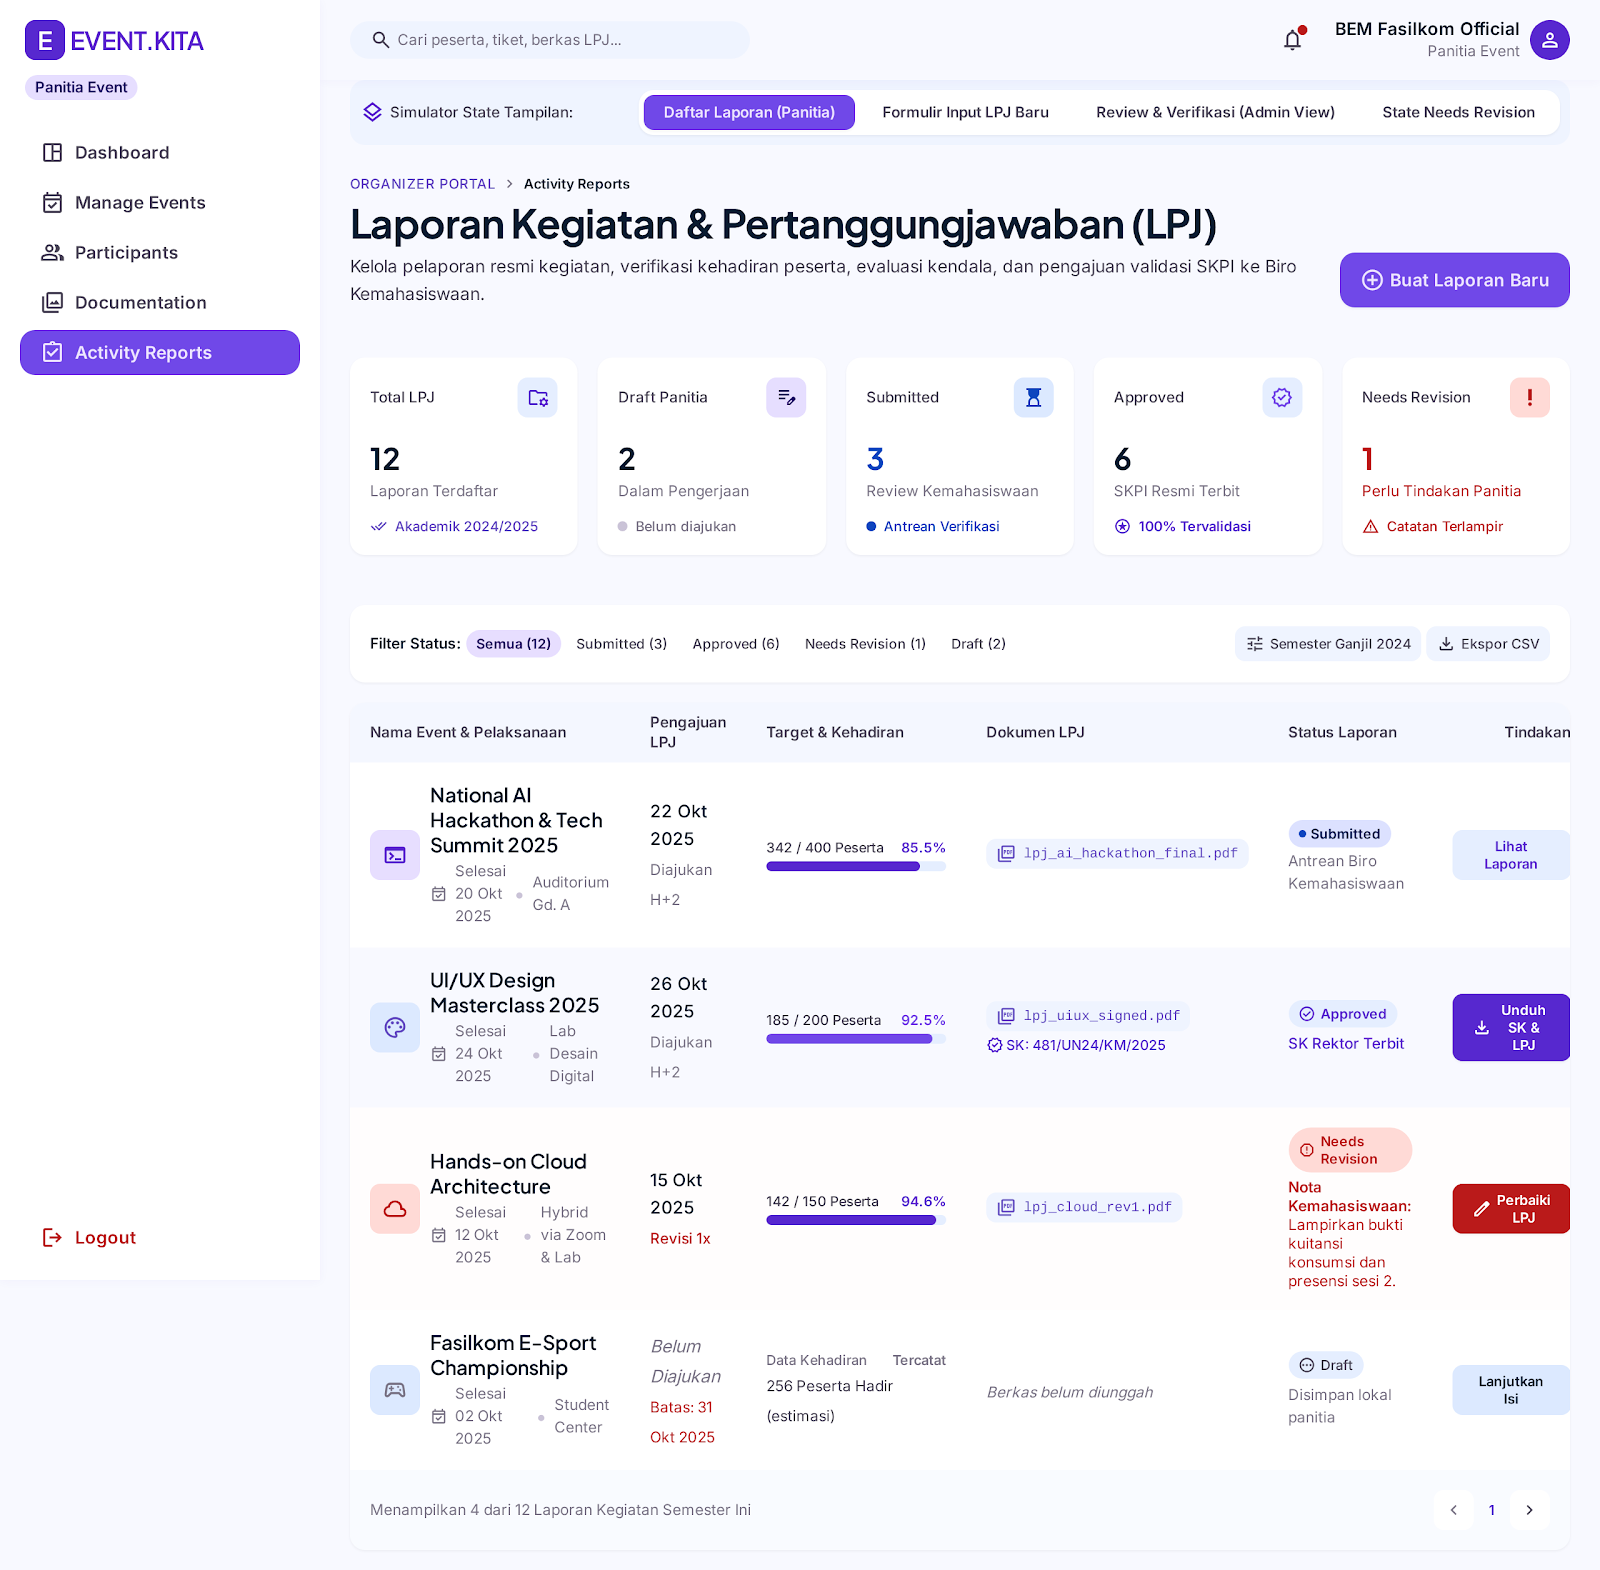 E EVENT.KITA
Panitia Event
Dashboard
Manage Events
Participants
Documentation
Activity Reports
Logout
Cari peserta, tiket, berkas LPJ...
BEM Fasilkom Official
Panitia Event
Simulator State Tampilan:
Daftar Laporan (Panitia)
Formulir Input LPJ Baru
Review & Verifikasi (Admin View)
State Needs Revision
ORGANIZER PORTAL > Activity Reports
Laporan Kegiatan & Pertanggungjawaban (LPJ)
Kelola pelaporan resmi kegiatan, verifikasi kehadiran peserta, evaluasi kendala, dan pengajuan validasi SKPI ke Biro
Kemahasiswaan.
Buat Laporan Baru
Total LPJ
12
Laporan Terdaftar
Akademik 2024/2025
Draft Panitia
2
Dalam Pengerjaan
Belum diajukan
Submitted
3
Review Kemahasiswaan
Antrean Verifikasi
Approved
6
SKPI Resmi Terbit
100% Tervalidasi
Needs Revision
1
Perlu Tindakan Panitia
Catatan Terlampir
Filter Status:
Semua (12)
Submitted (3)
Approved (6)
Needs Revision (1)
Draft (2)
Semester Ganjil 2024
Ekspor CSV
Nama Event & Pelaksanaan
Pengajuan
LPJ
Target & Kehadiran
Dokumen LPJ
Status Laporan
Tindakan
National AI
Hackathon & Tech
Summit 2025
Selesai
20 Okt
2025
Auditorium
Gd. A
22 Okt
2025
Diajukan
H+2
342 / 400 Peserta
85.5%
PDF
lpj_ai_hackathon_final.pdf
Submitted
Antrean Biro
Kemahasiswaan
Lihat
Laporan
UI/UX Design
Masterclass 2025
Selesai
24 Okt
2025
Lab
Desain
Digital
26 Okt
2025
Diajukan
H+2
185 / 200 Peserta
92.5%
PDF
lpj_uiux_signed.pdf
SK: 481/UN24/KM/2025
Approved
SK Rektor Terbit
Unduh
SK &
LPJ
Hands-on Cloud
Architecture
Selesai
12 Okt
2025
Hybrid
via Zoom
& Lab
15 Okt
2025
Revisi 1x
142 / 150 Peserta
94.6%
PDF
lpj_cloud_rev1.pdf
Needs
Revision
Nota
Kemahasiswaan:
Lampirkan bukti
kuitansi
konsumsi dan
presensi sesi 2.
Perbaiki
LPJ
Fasilkom E-Sport
Championship
Selesai
02 Okt
2025
Student
Center
Belum
Diajukan
Batas: 31
Okt 2025
Data Kehadiran
Tercatat
256 Peserta Hadir
(estimasi)
Berkas belum diunggah
Draft
Disimpan lokal
panitia
Lanjutkan
Isi
Menampilkan 4 dari 12 Laporan Kegiatan Semester Ini
1